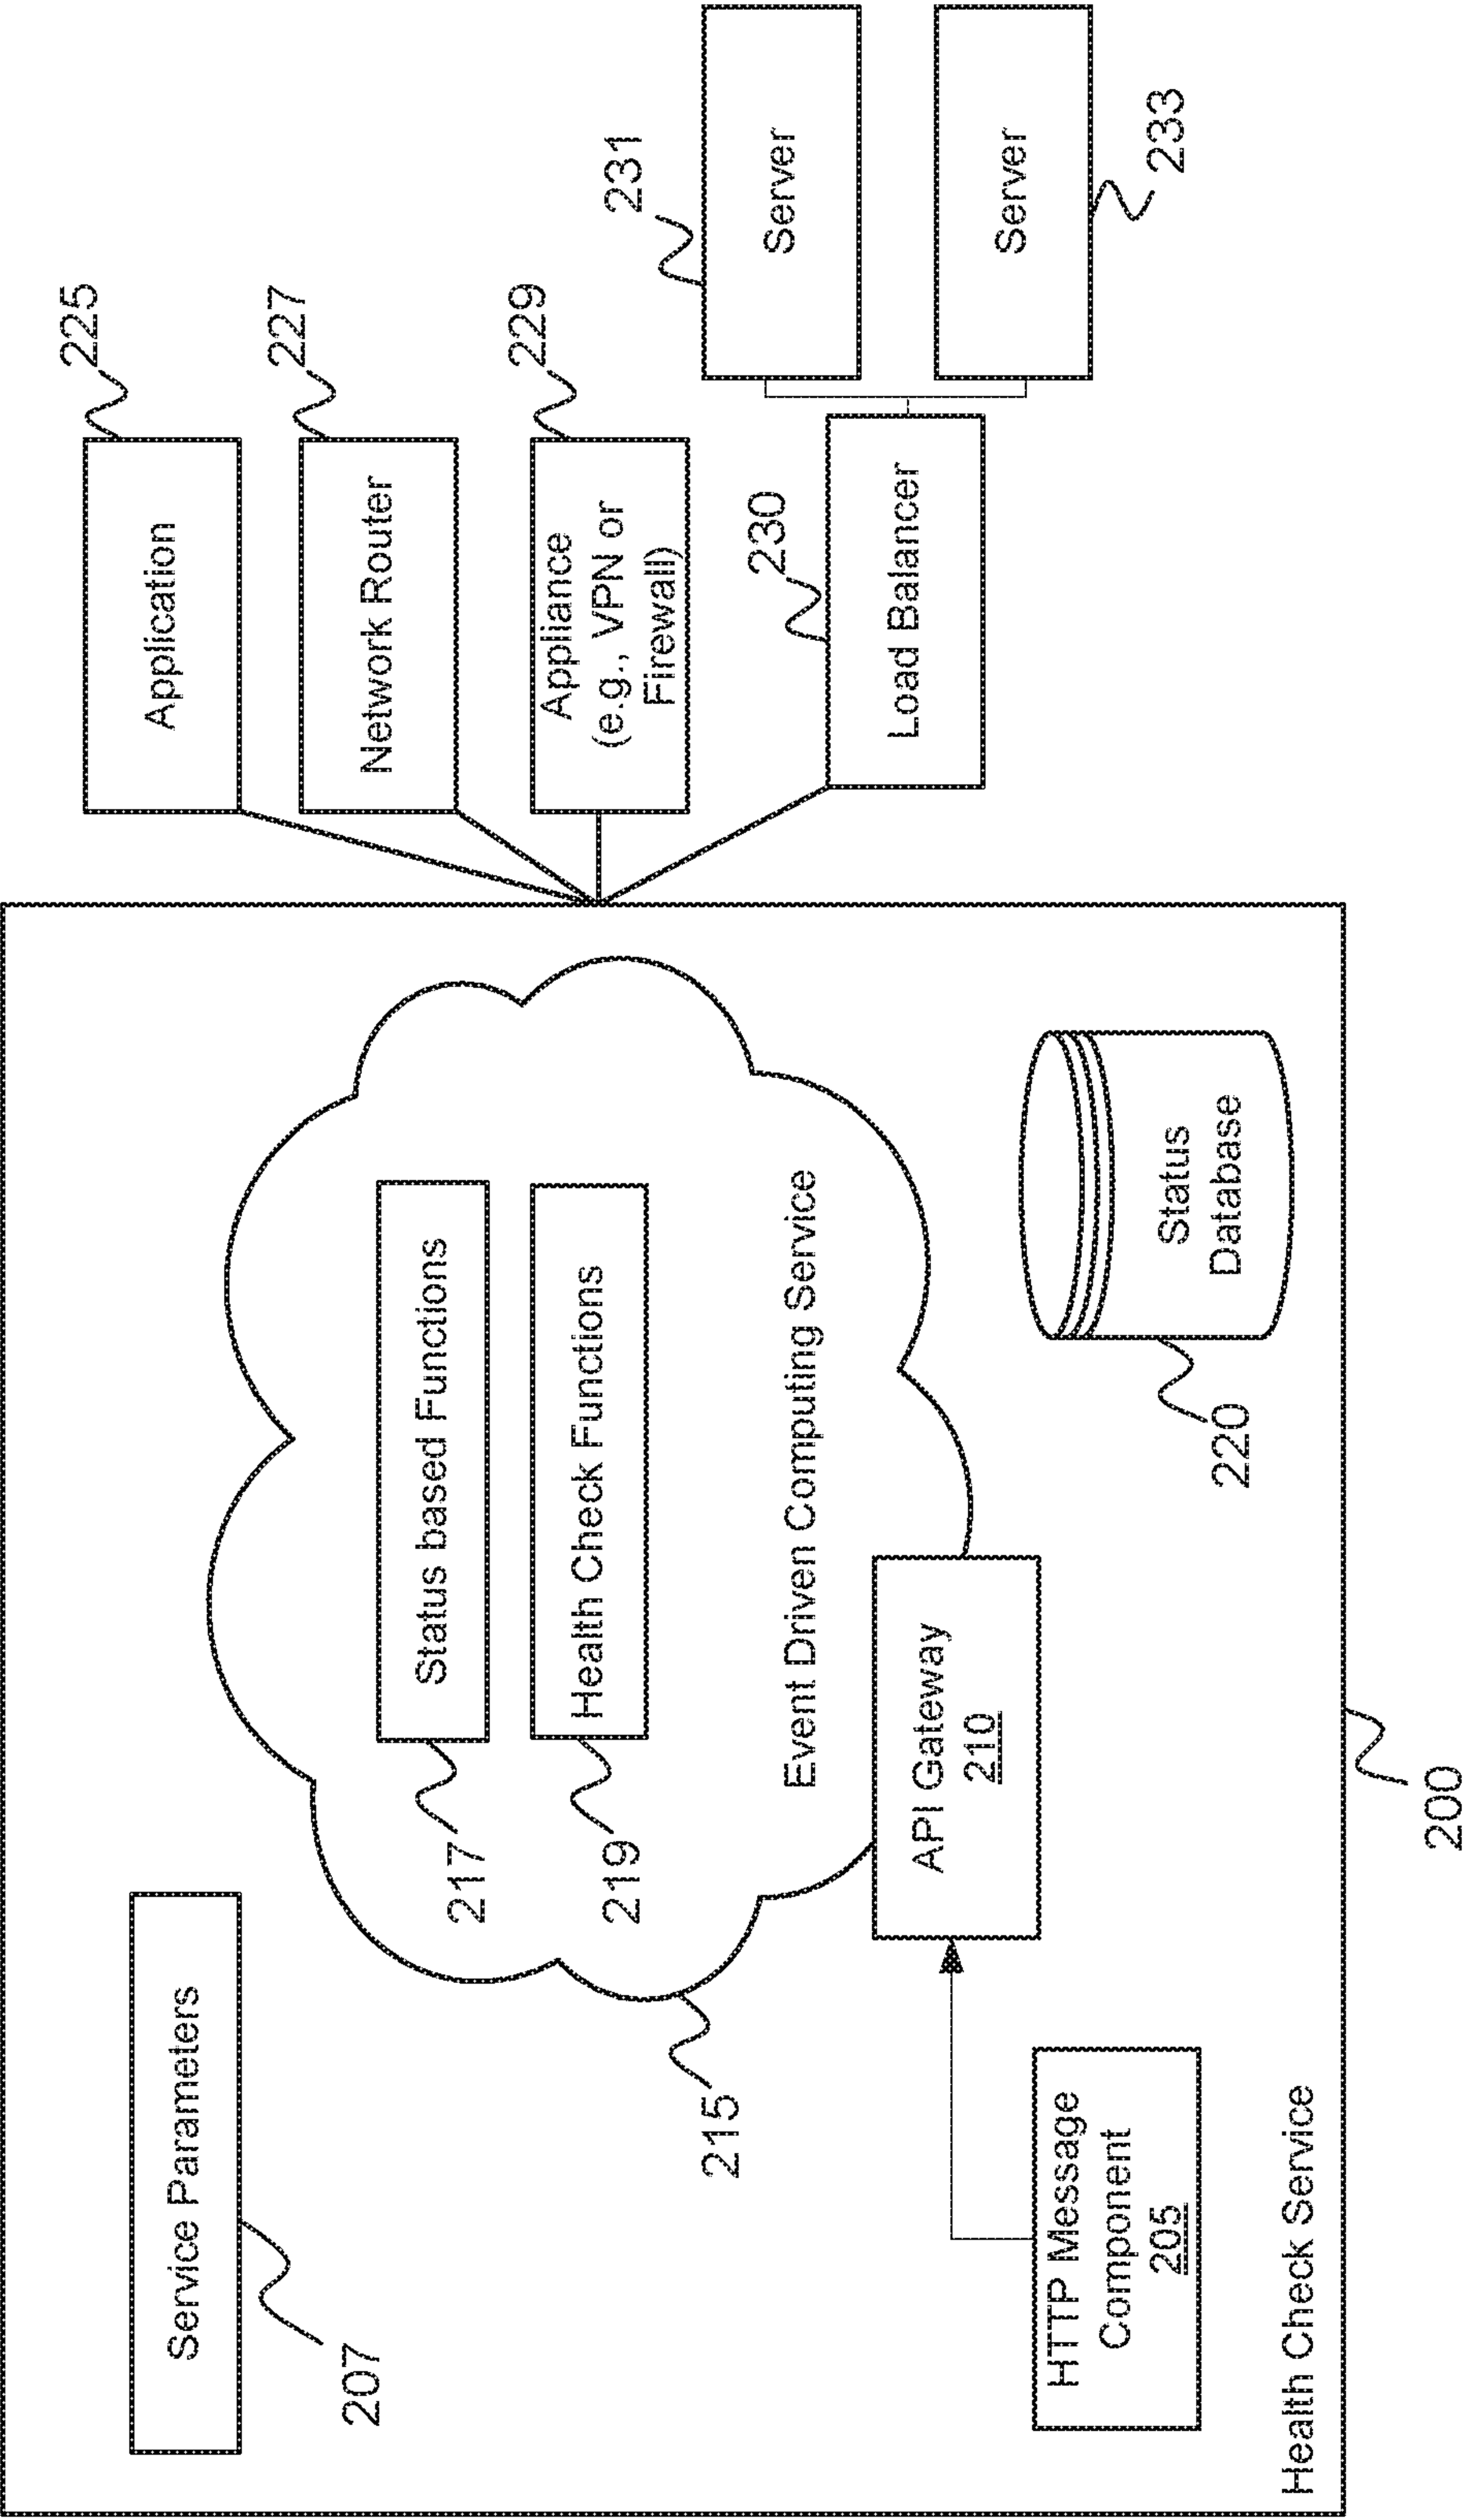 Service Parameters
207
Status based Functions
217
Health Check Functions
219
Event Driven Computing Service
215
API Gateway
210
HTTP Message
Component
205
Status
Database
220
Health Check Service
200
Application
225
Network Router
227
Appliance
(e.g., VPN or
Firewall)
229
Load Balancer
230
Server
231
Server
233